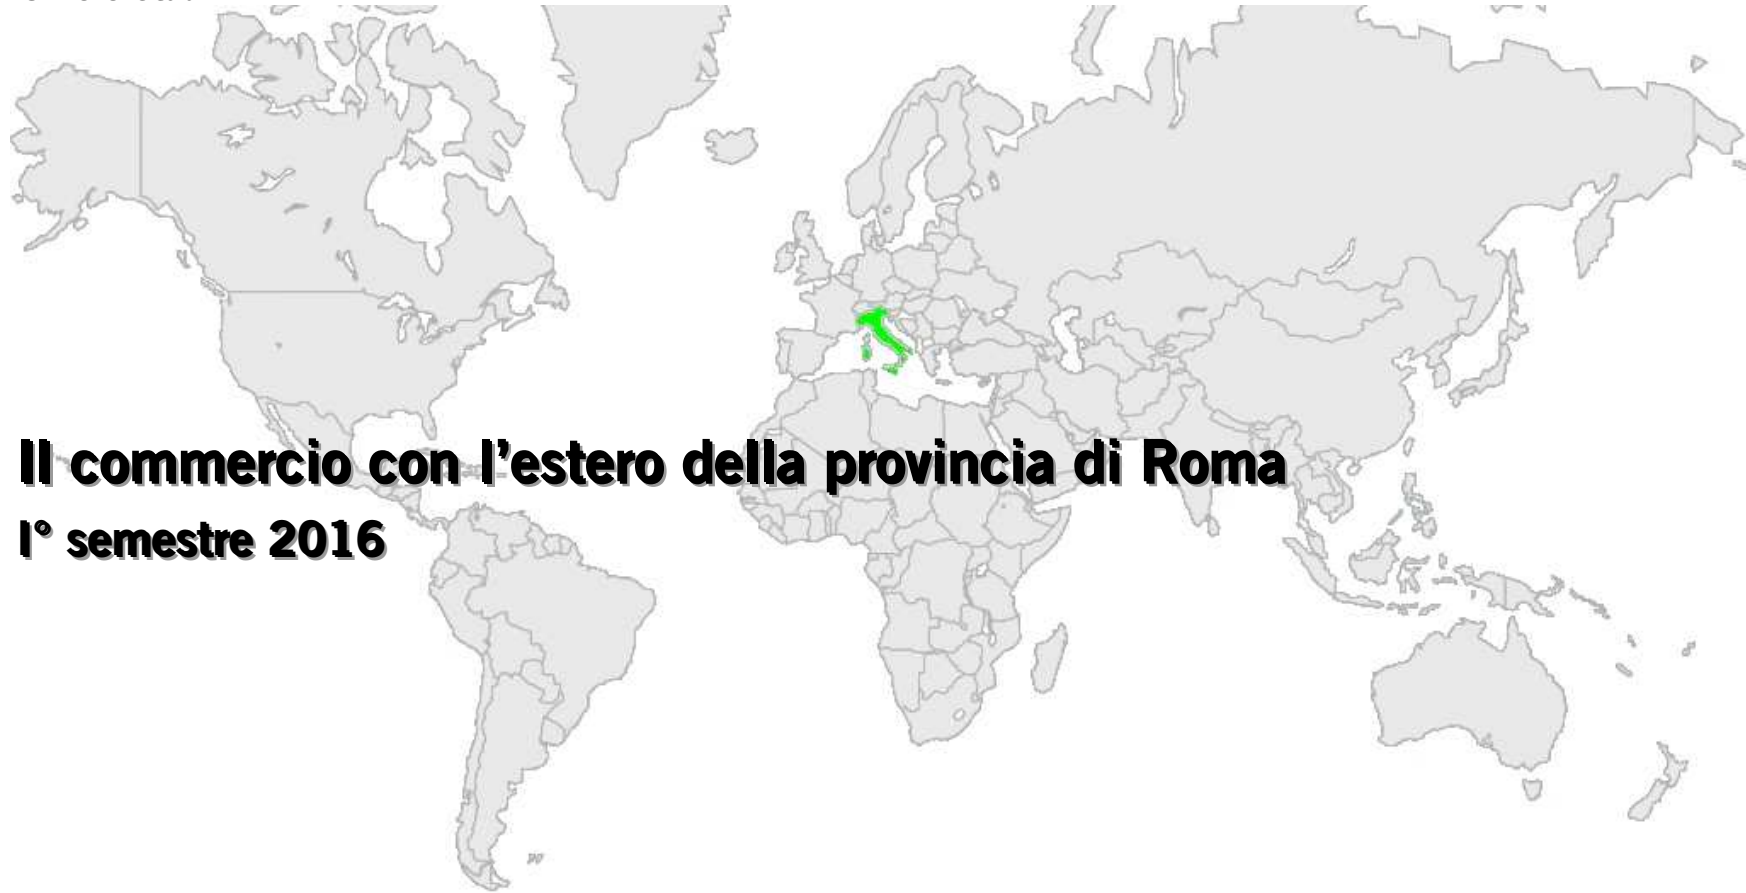 Il commercio con l’estero della provincia di Roma
I° semestre 2016